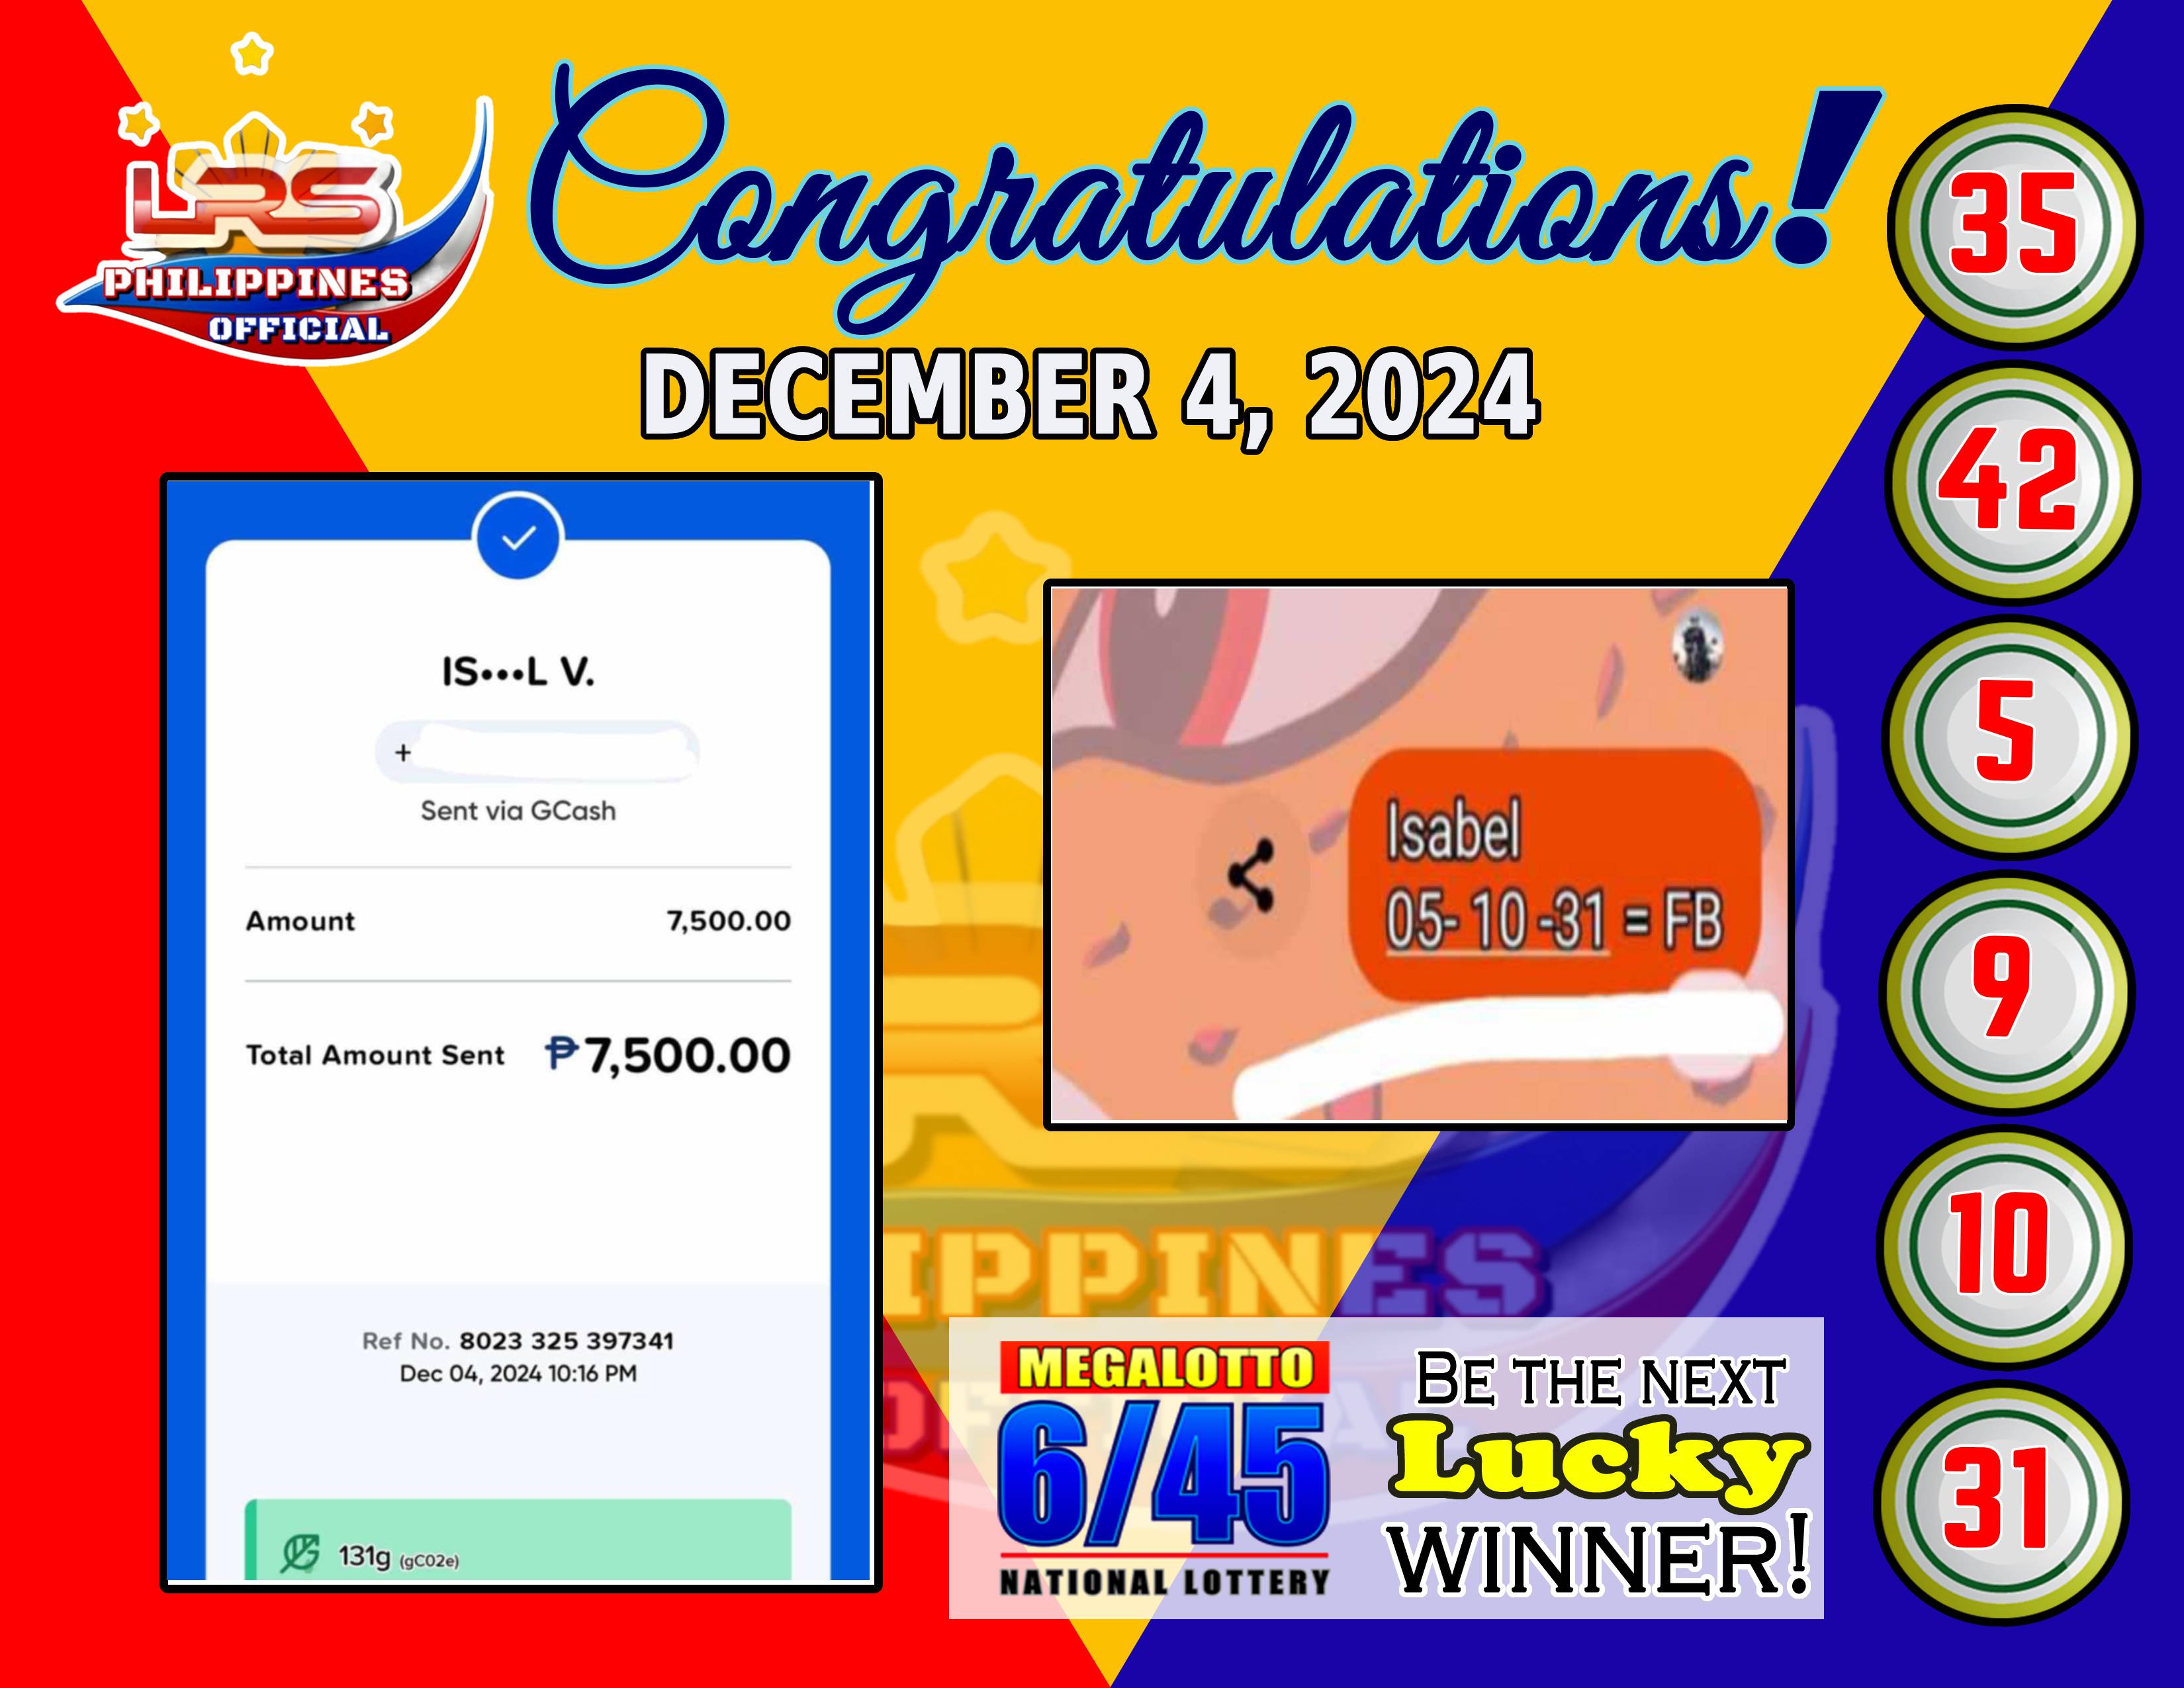 LRS
PHILIPPINES
OFFICIAL
Congratulations!
DECEMBER 4, 2024
IS•••L V.
+
Sent via GCash
Amount 7,500.00
Total Amount Sent ₱7,500.00
Ref No. 8023 325 397341
Dec 04, 2024 10:16 PM
131g (gCO2e)
Isabel
05- 10 -31 = FB
IPPINES
MEGALOTTO
6/45
NATIONAL LOTTERY
BE THE NEXT
Lucky
WINNER!
35
42
5
9
10
31